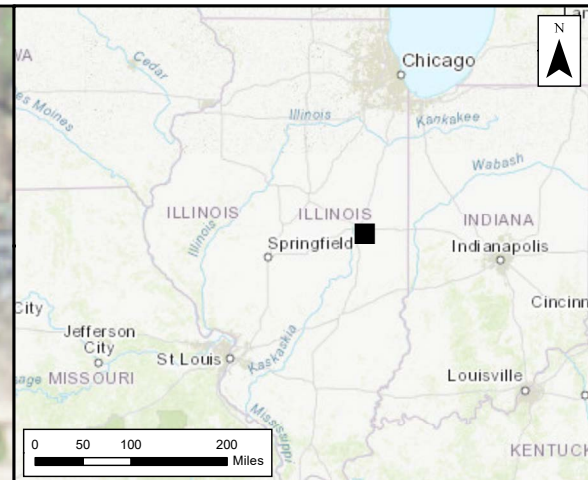 N
Chicago
Cedar
es Moines
Illinois
Kankakee
Wabash
ILLINOIS
ILLINOIS
INDIANA
Illinois
Springfield
Indianapolis
City
Cincinn
Jefferson
City
St Louis
Kaskaskia
MISSOURI
Louisville
Mississippi
KENTUCK
0 50 100 200
Miles